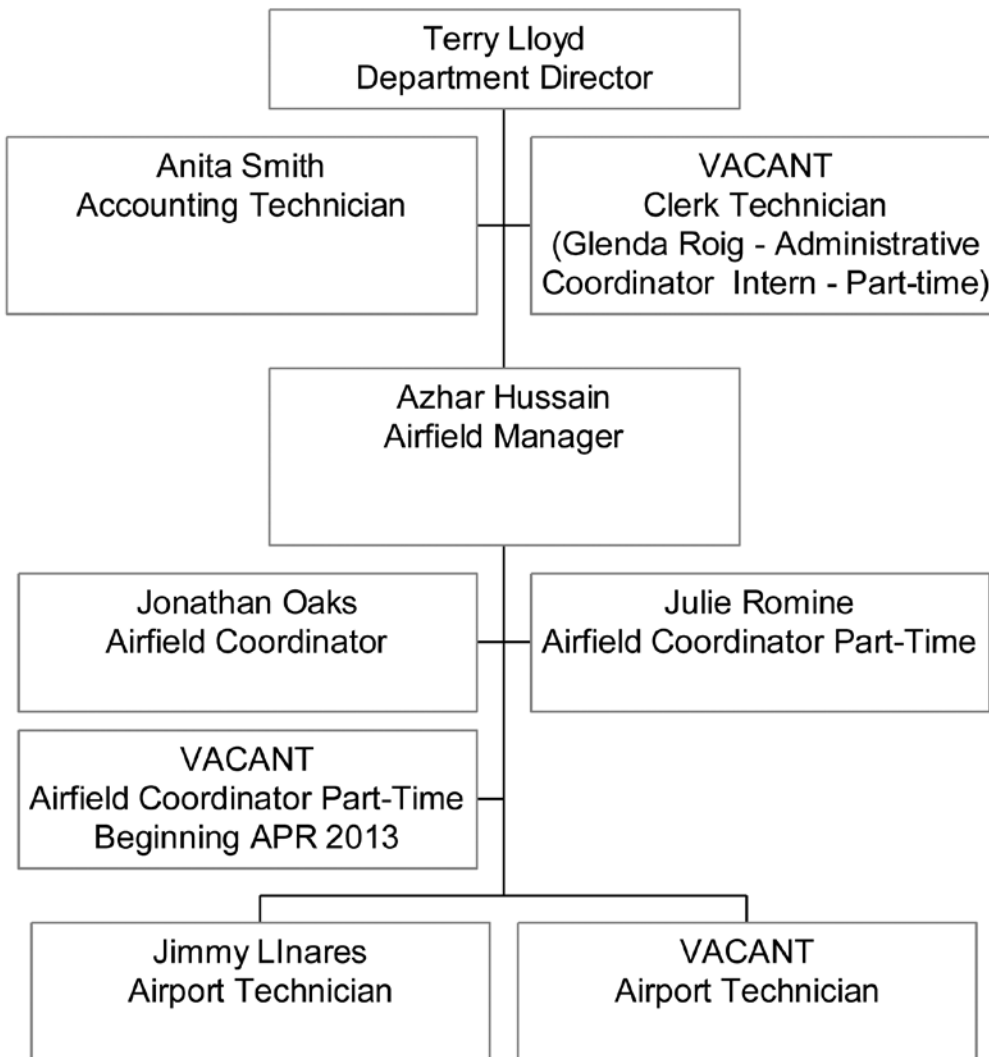 Terry Lloyd
Department Director
Anita Smith
Accounting Technician
VACANT
Clerk Technician
(Glenda Roig - Administrative
Coordinator  Intern - Part-time)
Azhar Hussain
Airfield Manager
Jonathan Oaks
Airfield Coordinator
Julie Romine
Airfield Coordinator Part-Time
VACANT
Airfield Coordinator Part-Time
Beginning APR 2013
Jimmy LInares
Airport Technician
VACANT
Airport Technician